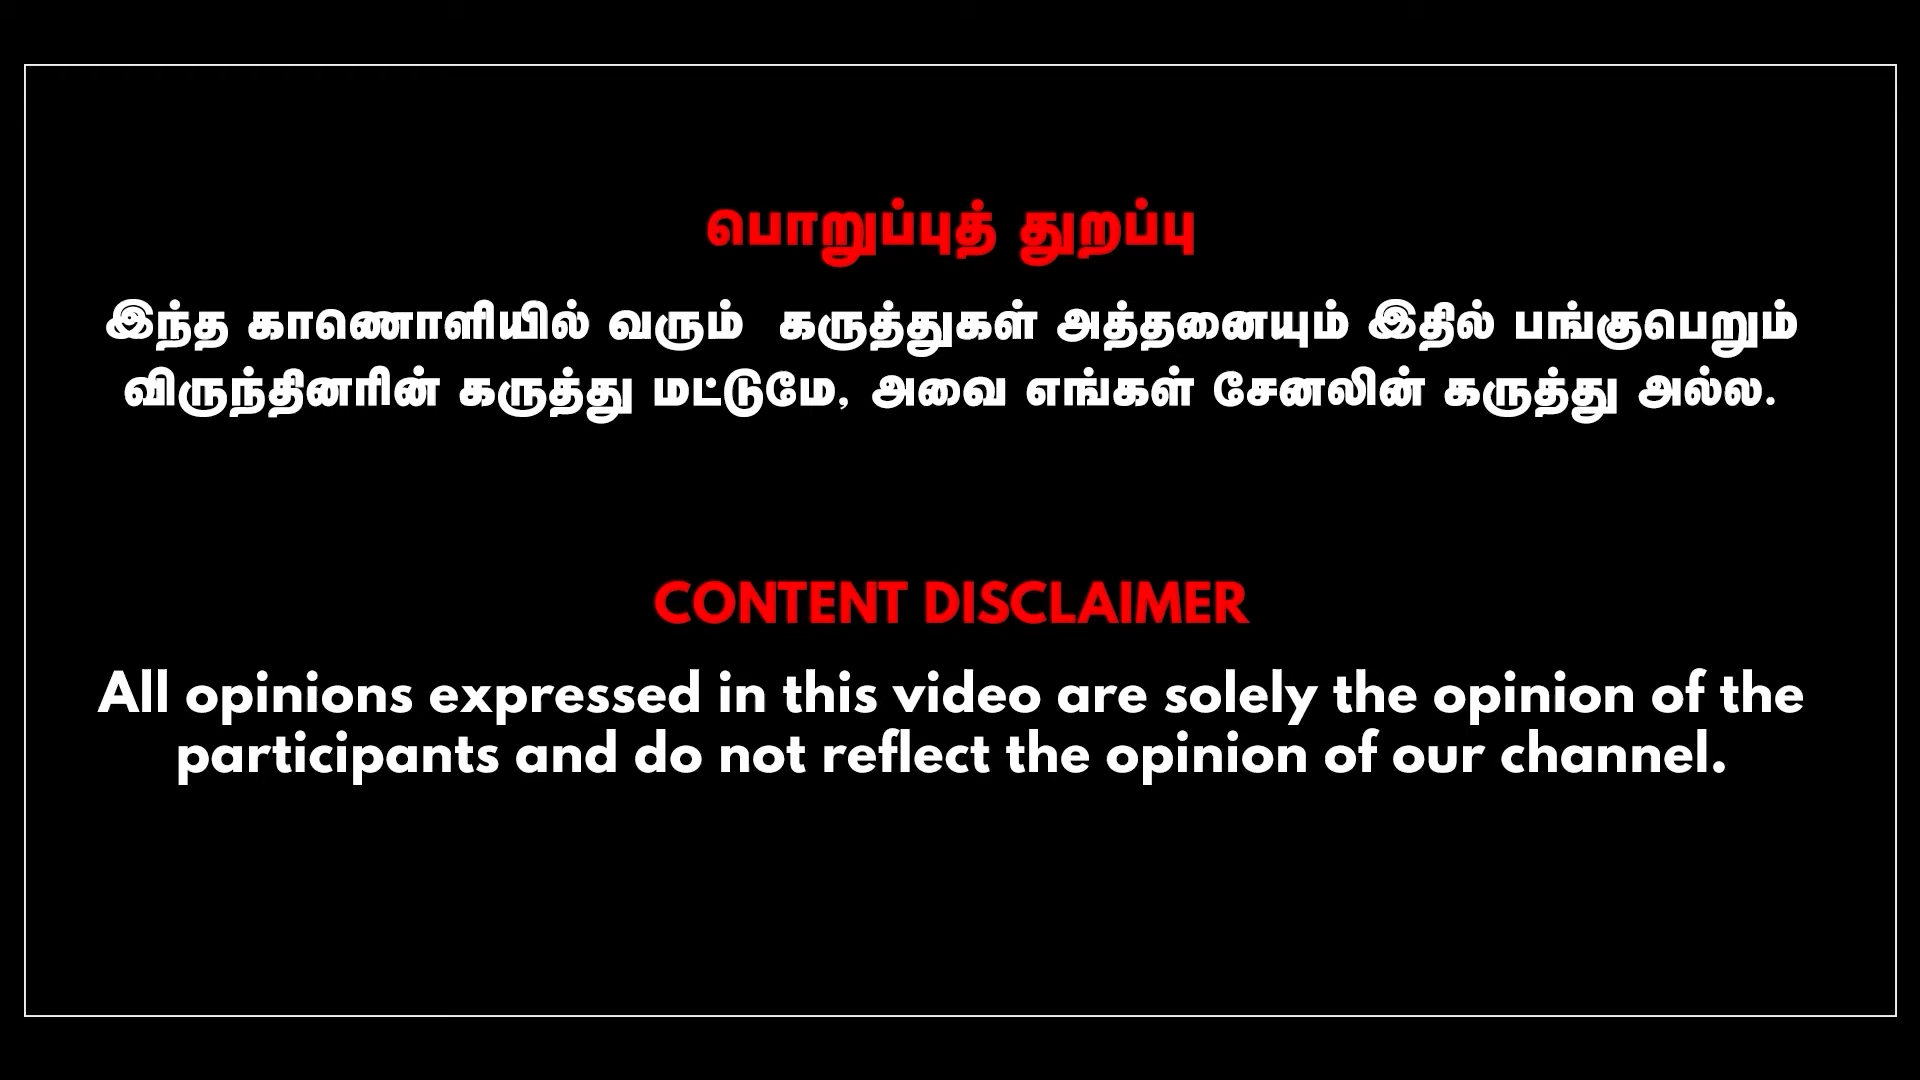 பொறுப்புத் துறப்பு
இந்த காணொளியில் வரும் கருத்துகள் அத்தனையும் இதில் பங்குபெறும்
விருந்தினரின் கருத்து மட்டுமே, அவை எங்கள் சேனலின் கருத்து அல்ல.
CONTENT DISCLAIMER
All opinions expressed in this video are solely the opinion of the
participants and do not reflect the opinion of our channel.